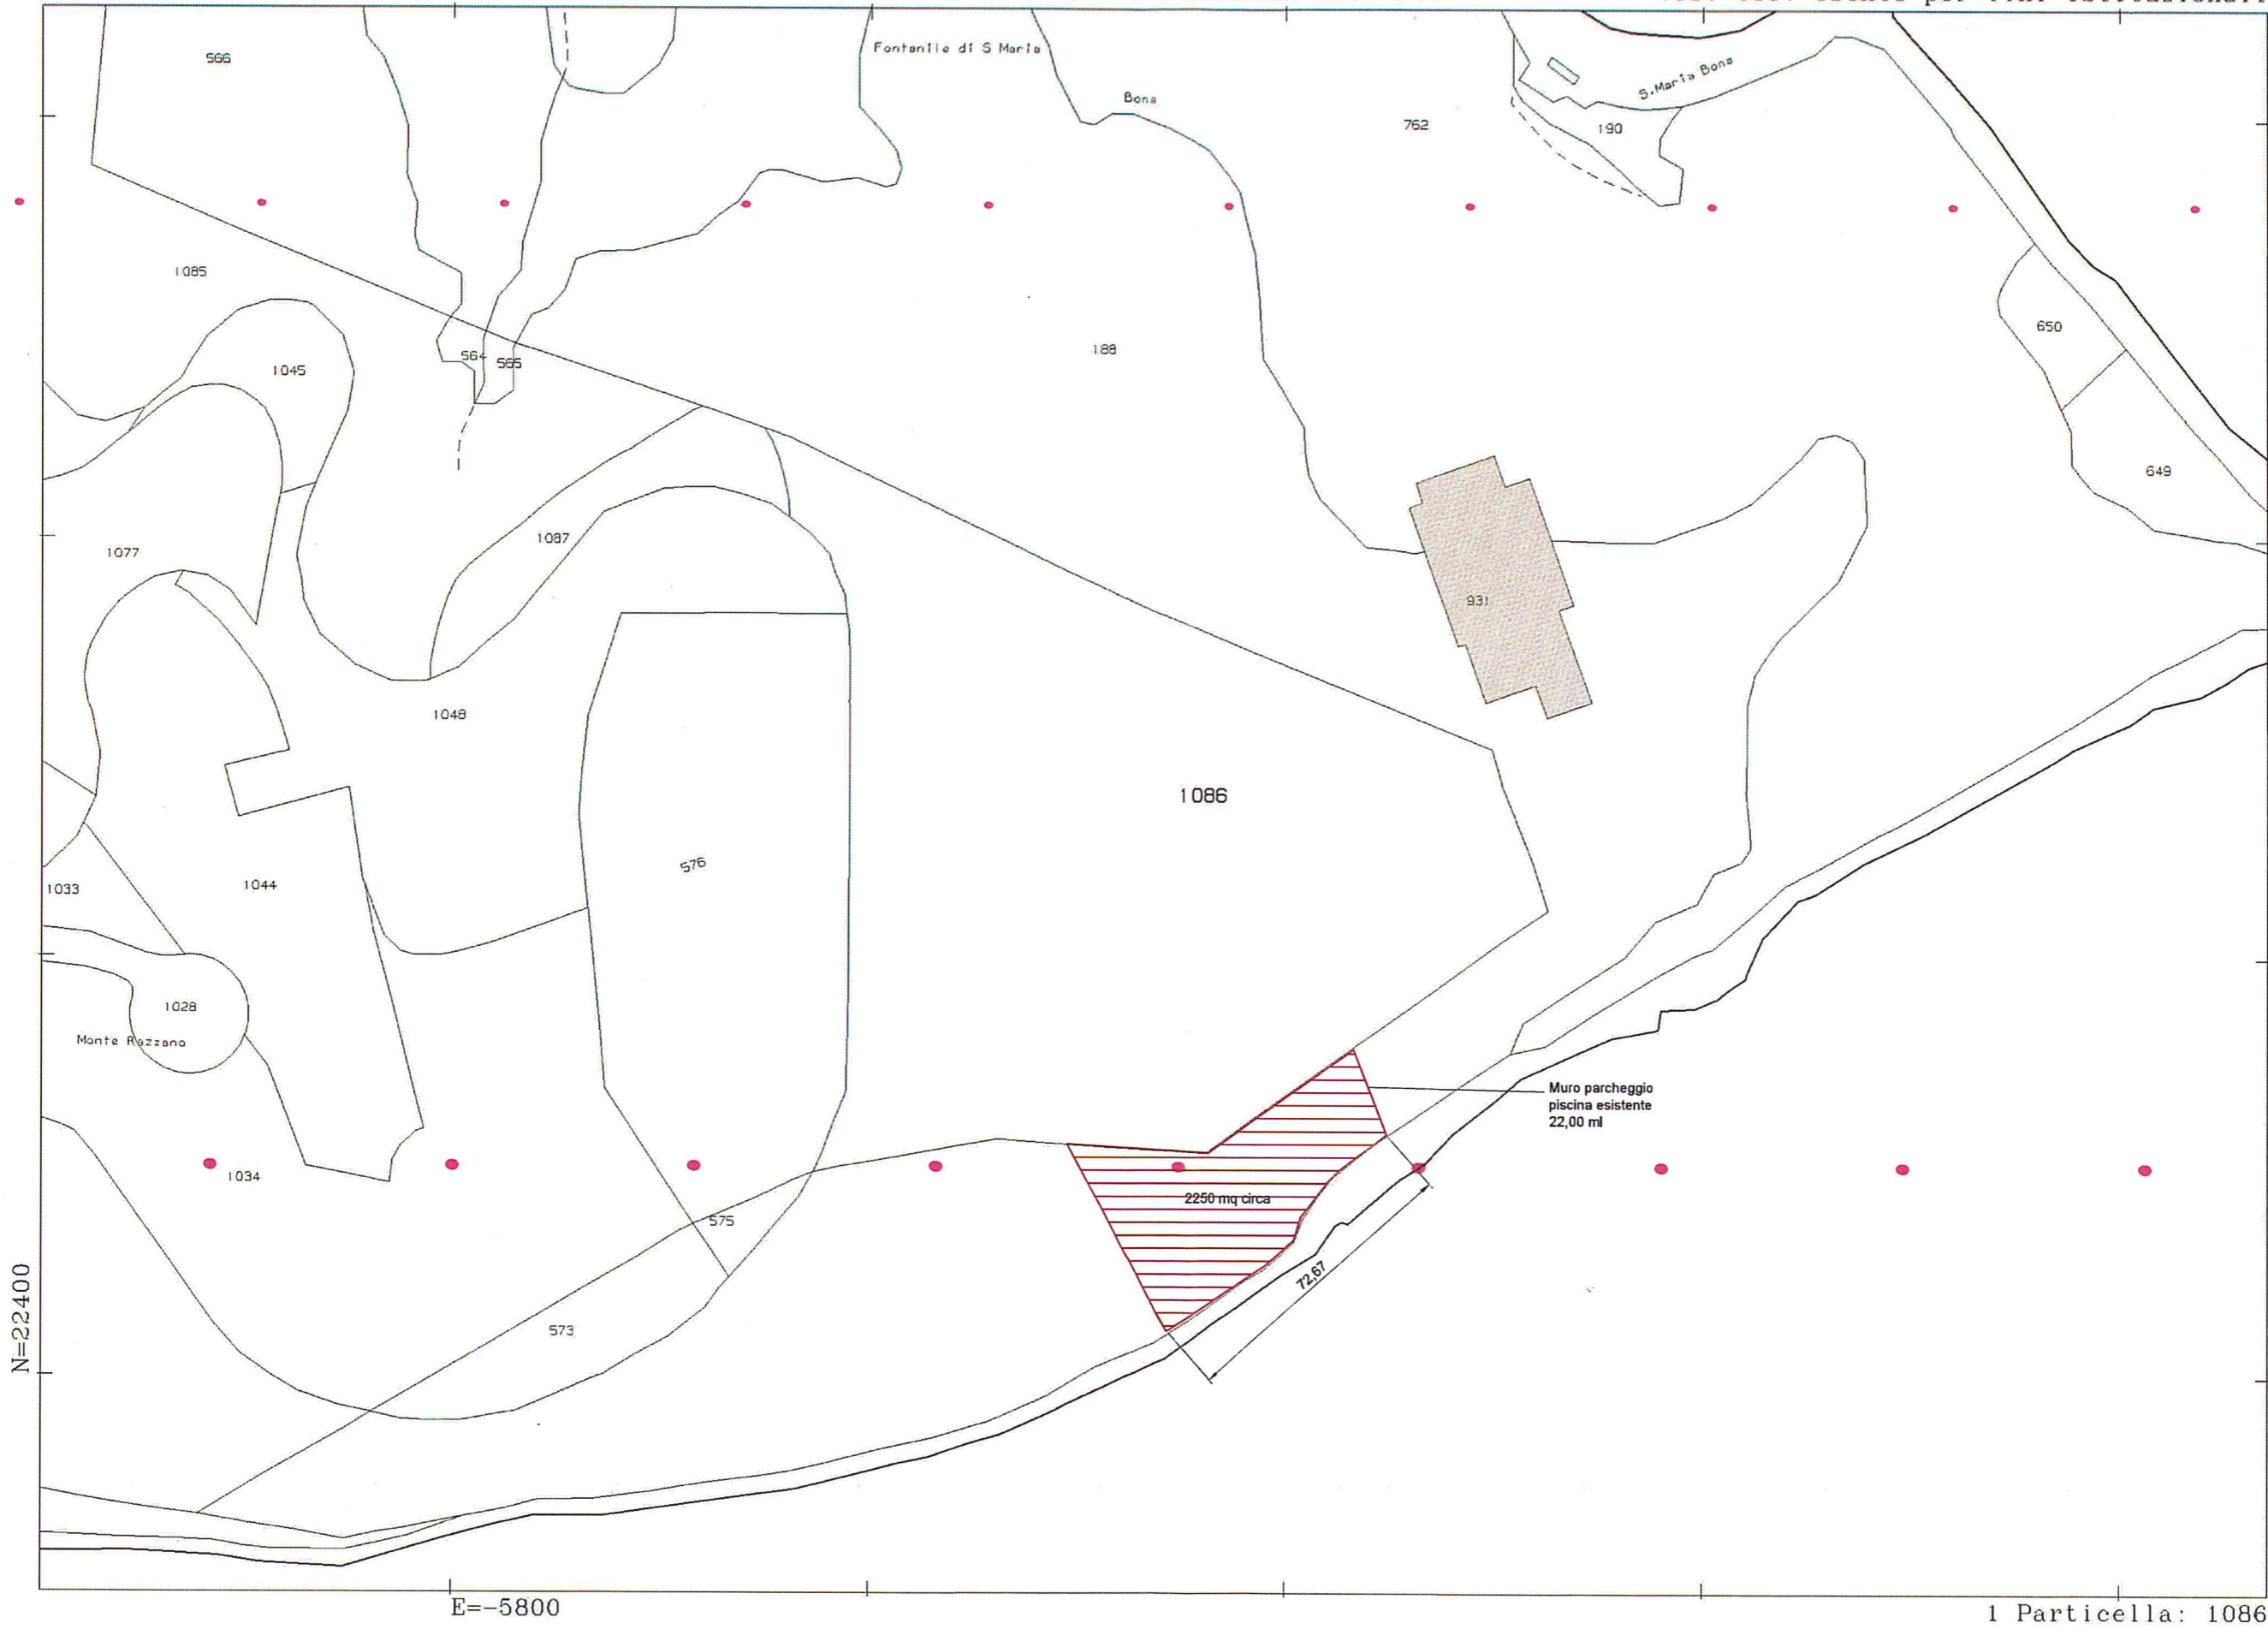 566
Fontanile di S Maria
Bona
762
S.Maria Bona
190
1085
650
188
564
565
1045
649
1087
1077
931
1048
1086
576
1033
1044
1028
Monte Razzano
Muro parcheggio
piscina esistente
22,00 ml
1034
2250 mq circa
575
72,67
573
N=22400
E=-5800
1 Particella: 1086